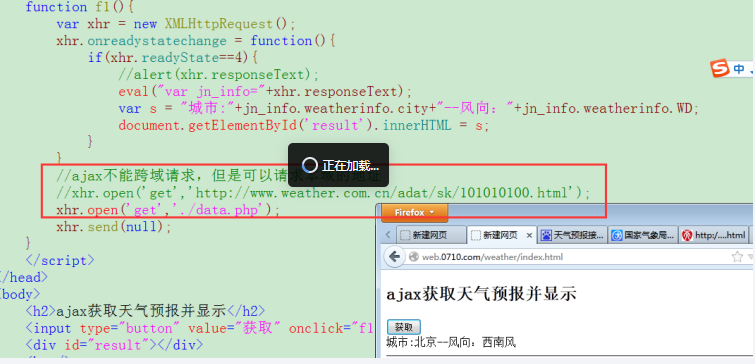 function f1(){
var xhr = new XMLHttpRequest();
xhr.onreadystatechange = function(){
if(xhr.readyState==4){
//alert(xhr.responseText);
eval("var jn_info="+xhr.responseText);
var s = "城市:"+jn_info.weatherinfo.city+"--风向: "+jn_info.weatherinfo.WD;
document.getElementById('result').innerHTML = s;
}
}
//ajax不能跨域请求，但是可以请
正在加载...
//xhr.open('get','http://www.weather.com.cn/adat/sk/101010100.html');
xhr.open('get','./data.php');
xhr.send(null);
}
</script>
</head>
<body>
<h2>ajax获取天气预报并显示</h2>
<input type="button" value="获取" onclick="f1
<div id="result"></div>
中
Firefox
新建网页
新建网页
天气预报接...
国家气象局...
http:/....html
web.0710.com/weather/index.html
ajax获取天气预报并显示
获取
城市:北京--风向: 西南风